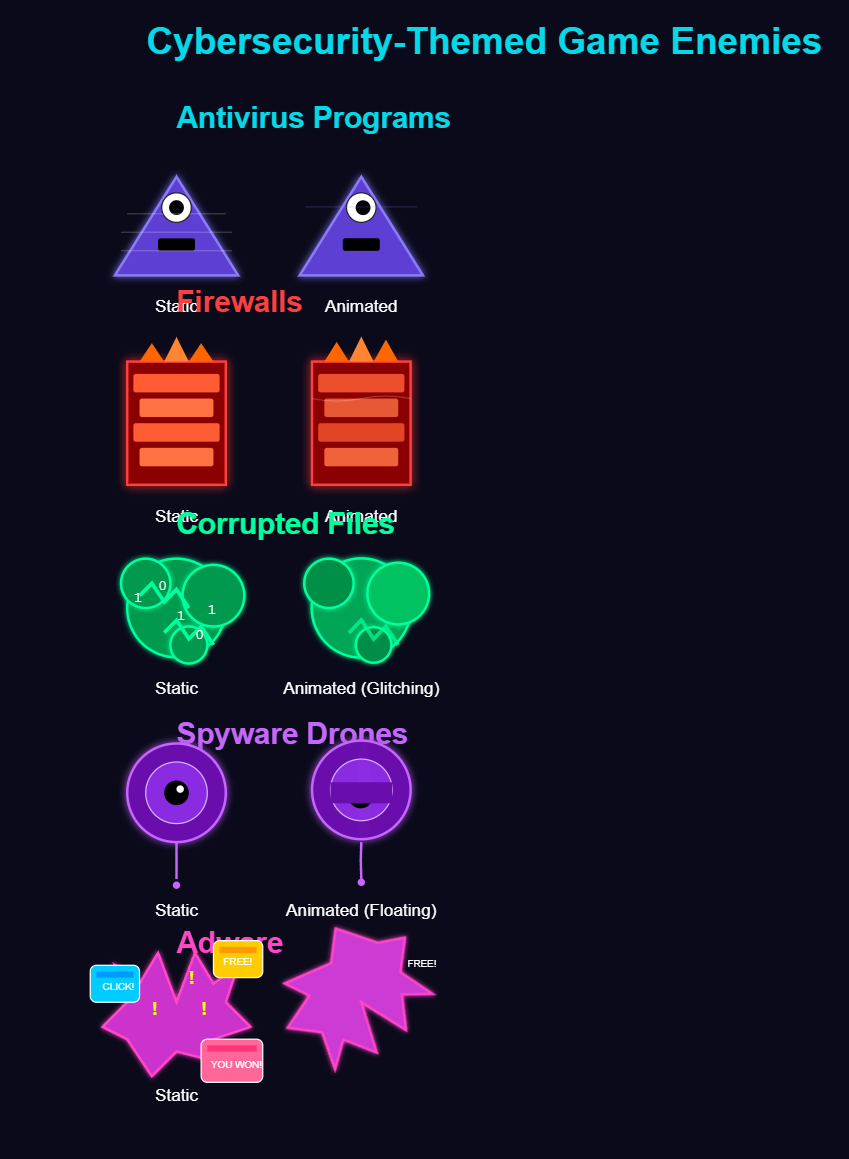 Cybersecurity-Themed Game Enemies
Antivirus Programs
Static
Animated
Firewalls
Static
Animated
Corrupted Files
0
1
1
1
0
Static
Animated (Glitching)
Spyware Drones
Static
Animated (Floating)
Adware
FREE!
FREE!
!
CLICK!
!
!
YOU WON!
Static